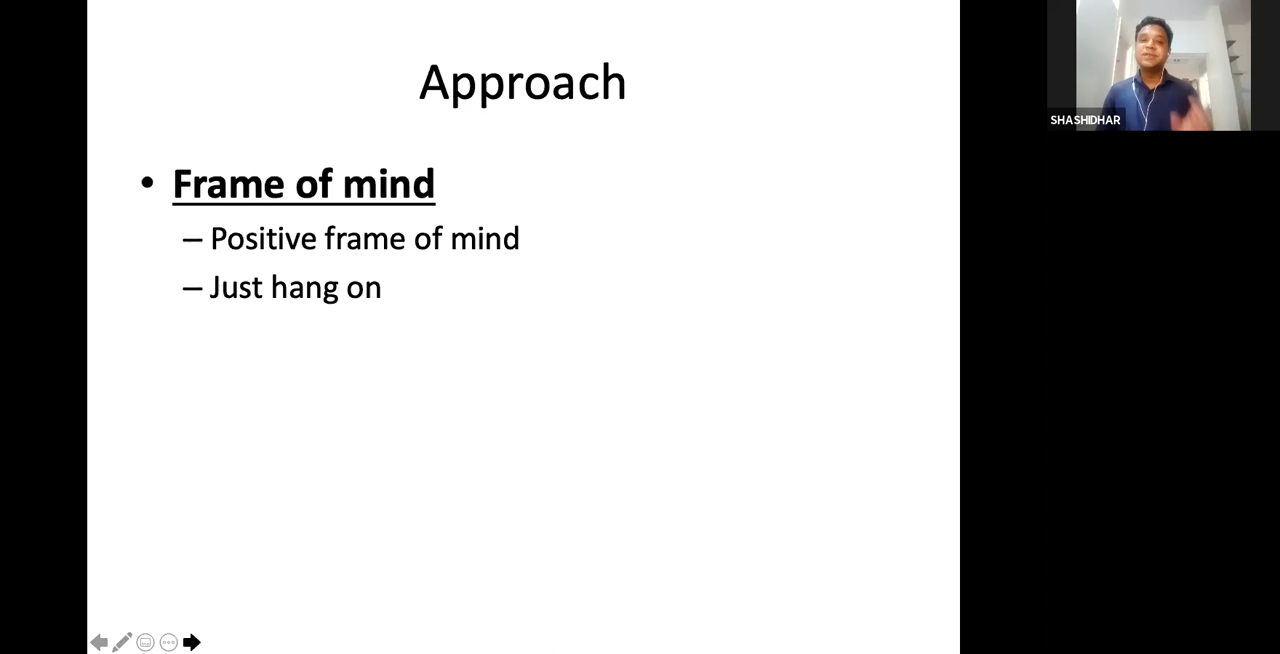 Approach
• Frame of mind
– Positive frame of mind
– Just hang on
SHASHIDHAR